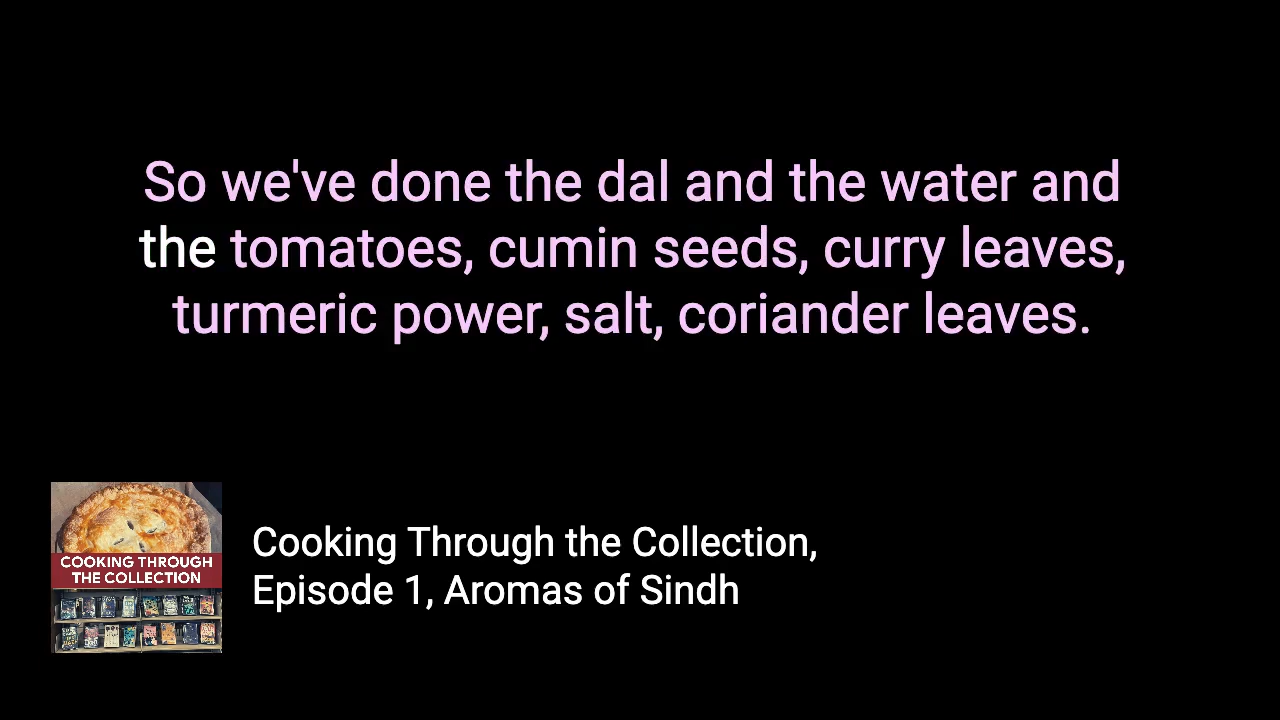 So we've done the dal and the water and
the tomatoes, cumin seeds, curry leaves,
turmeric power, salt, coriander leaves.
COOKING THROUGH
THE COLLECTION
Cooking Through the Collection,
Episode 1, Aromas of Sindh